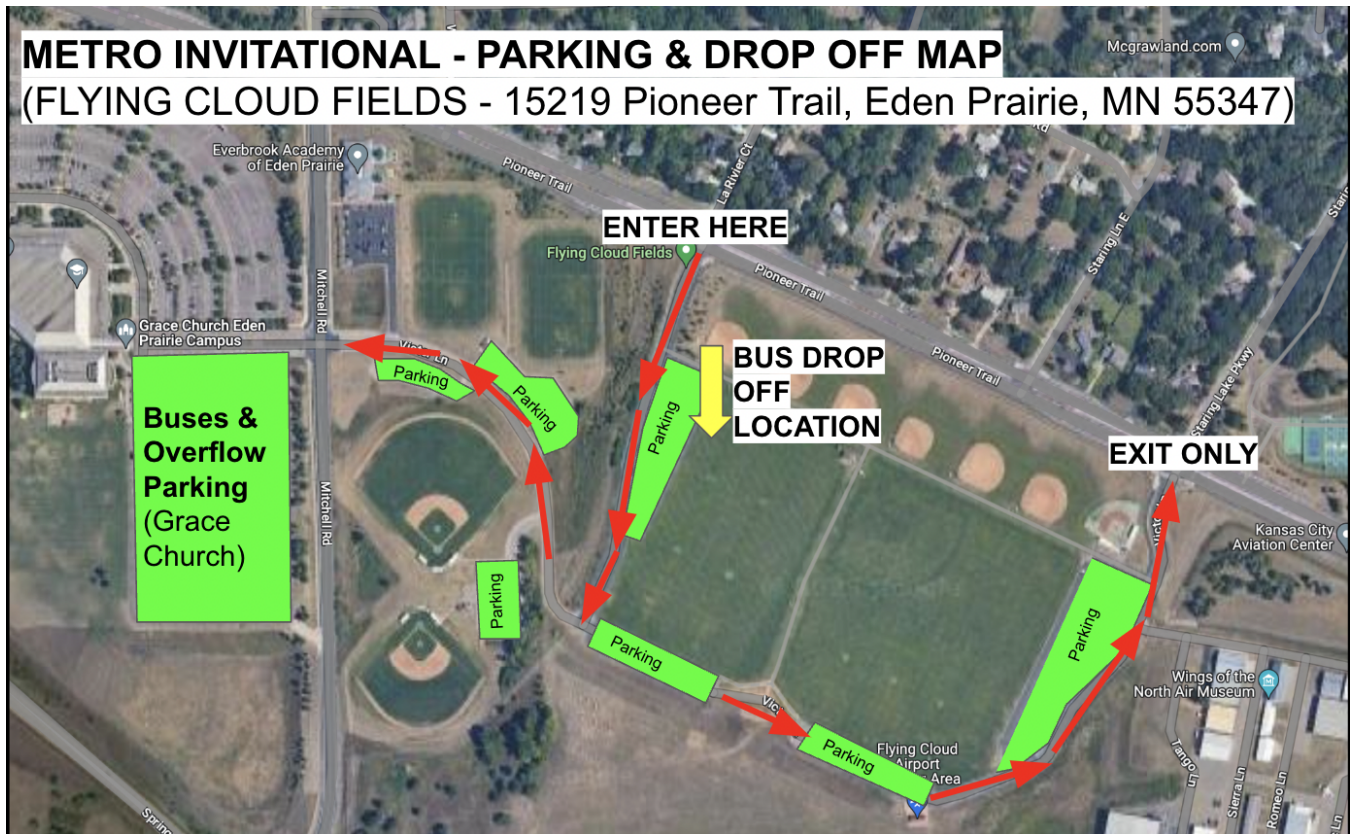 METRO INVITATIONAL - PARKING & DROP OFF MAP
(FLYING CLOUD FIELDS - 15219 Pioneer Trail, Eden Prairie, MN 55347)
Mcgrawland.com
Everbrook Academy
of Eden Prairie
Pioneer Trail
La Rivier Ct
Rd
Staring Ln E
ENTER HERE
Flying Cloud Fields
Pioneer Trail
Mitchell Rd
Grace Church Eden
Prairie Campus
Parking
Parking
Parking
BUS DROP
OFF
LOCATION
Pioneer Trail
Staring Lake Pkwy
Buses &
Overflow
Parking
(Grace
Church)
EXIT ONLY
Mitchell Rd
Kansas City
Aviation Center
Parking
Parking
Parking
Wings of the
North Air Museum
Parking
Flying Cloud
Airport
Area
Tango Ln
Sierra Ln
Romeo Ln
Ln